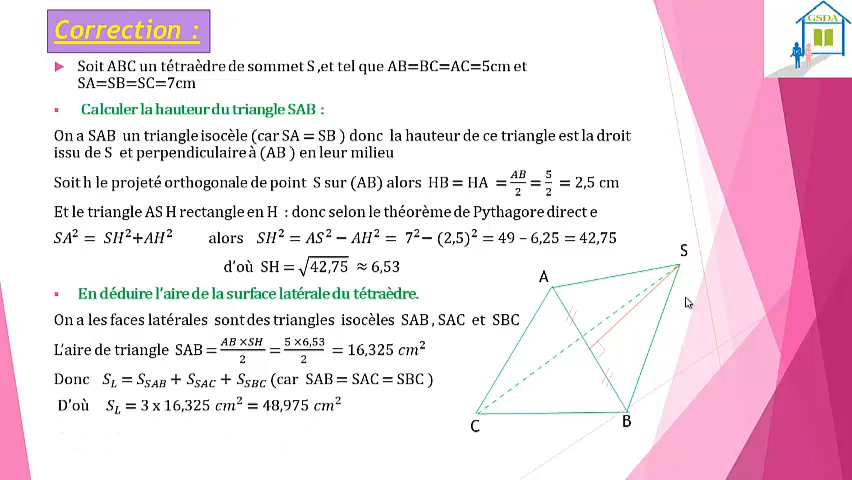 Correction :
GSDA
Soit ABC un tétraèdre de sommet S ,et tel que AB=BC=AC=5cm et
SA=SB=SC=7cm
Calculer la hauteur du triangle SAB :
On a SAB un triangle isocèle (car SA = SB ) donc la hauteur de ce triangle est la droit
issu de S et perpendiculaire à (AB ) en leur milieu
Soit h le projeté orthogonale de point S sur (AB) alors HB = HA = AB/2 = 5/2 = 2,5 cm
Et le triangle AS H rectangle en H : donc selon le théorème de Pythagore direct e
SA² = SH²+AH² alors SH² = AS² − AH² = 7²− (2,5)² = 49 – 6,25 = 42,75
d'où SH = √42,75 ≈ 6,53
En déduire l'aire de la surface latérale du tétraèdre.
On a les faces latérales sont des triangles isocèles SAB , SAC et SBC
L'aire de triangle SAB = AB ×SH/2 = 5 ×6,53/2 = 16,325 cm²
Donc S_L = S_SAB + S_SAC + S_SBC (car SAB = SAC = SBC )
D'où S_L = 3 x 16,325 cm² = 48,975 cm²
S
A
C
B